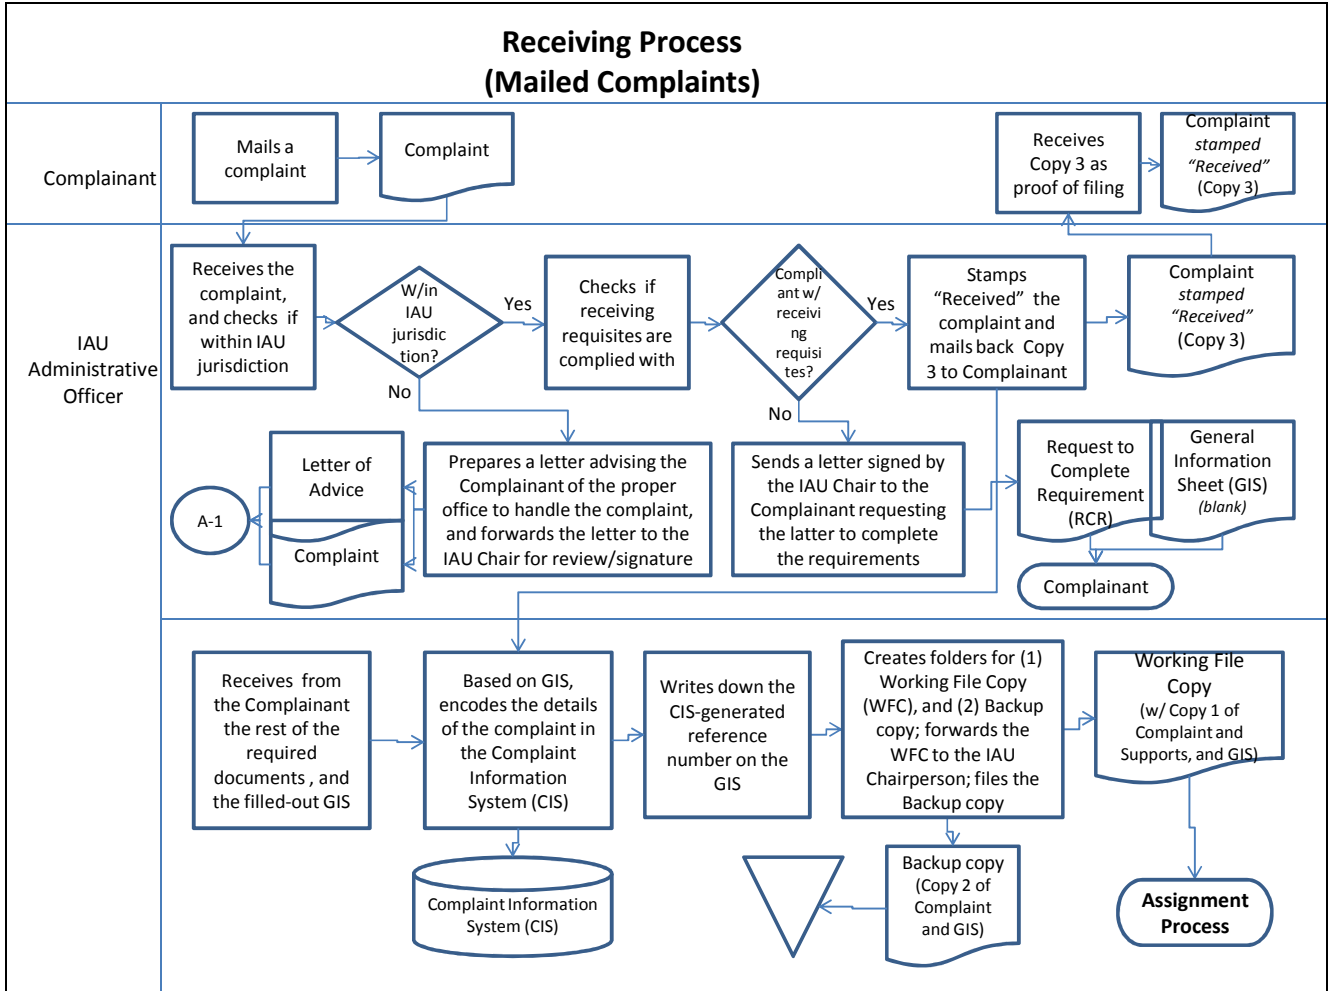 Receiving Process
(Mailed Complaints)
Complainant
Mails a
complaint
Complaint
Receives
Copy 3 as
proof of filing
Complaint
stamped
“Received”
(Copy 3)
IAU
Administrative
Officer
Receives the
complaint,
and checks if
within IAU
jurisdiction
W/in
IAU
jurisdic
tion?
Yes
No
Checks if
receiving
requisites are
complied with
Compli
ant w/
receivi
ng
requisi
tes?
Yes
No
Stamps
“Received” the
complaint and
mails back Copy
3 to Complainant
Complaint
stamped
“Received”
(Copy 3)
A-1
Letter of
Advice
Complaint
Prepares a letter advising the
Complainant of the proper
office to handle the complaint,
and forwards the letter to the
IAU Chair for review/signature
Sends a letter signed by
the IAU Chair to the
Complainant requesting
the latter to complete
the requirements
Request to
Complete
Requirement
(RCR)
General
Information
Sheet (GIS)
(blank)
Complainant
Receives from
the Complainant
the rest of the
required
documents , and
the filled-out GIS
Based on GIS,
encodes the details
of the complaint in
the Complaint
Information
System (CIS)
Writes down the
CIS-generated
reference
number on the
GIS
Creates folders for (1)
Working File Copy
(WFC), and (2) Backup
copy; forwards the
WFC to the IAU
Chairperson; files the
Backup copy
Working File
Copy
(w/ Copy 1 of
Complaint and
Supports, and GIS)
Complaint Information
System (CIS)
Backup copy
(Copy 2 of
Complaint
and GIS)
Assignment
Process